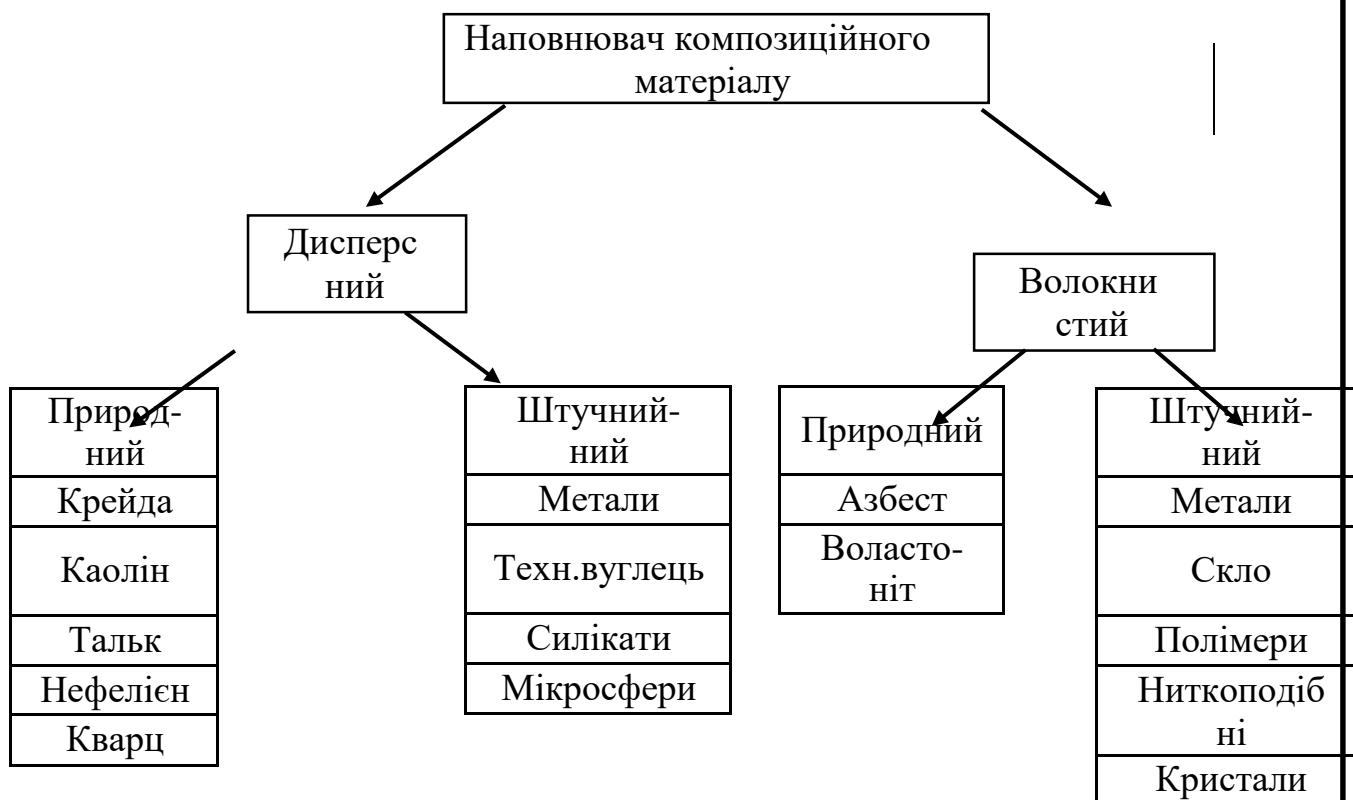 Наповнювач композиційного
матеріалу
Дисперс
ний
Волокни
стий
Природ-
ний
Крейда
Каолін
Тальк
Нефелієн
Кварц
Штучний-
ний
Метали
Техн.вуглець
Силікати
Мікросфери
Природний
Азбест
Воласто-
ніт
Штучний-
ний
Метали
Скло
Полімери
Ниткоподіб
ні
Кристали